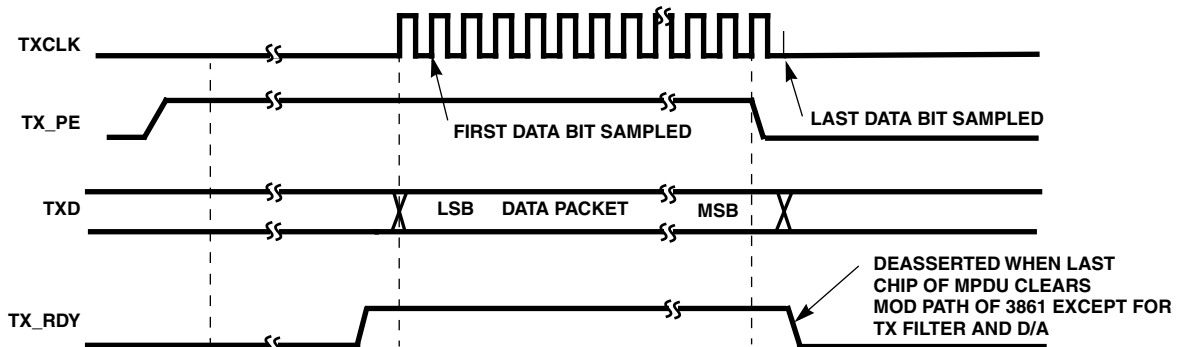 TXCLK
FIRST DATA BIT SAMPLED
LAST DATA BIT SAMPLED
TX_PE
TXD
LSB DATA PACKET MSB
DEASSERTED WHEN LAST
CHIP OF MPDU CLEARS
MOD PATH OF 3861 EXCEPT FOR
TX FILTER AND D/A
TX_RDY